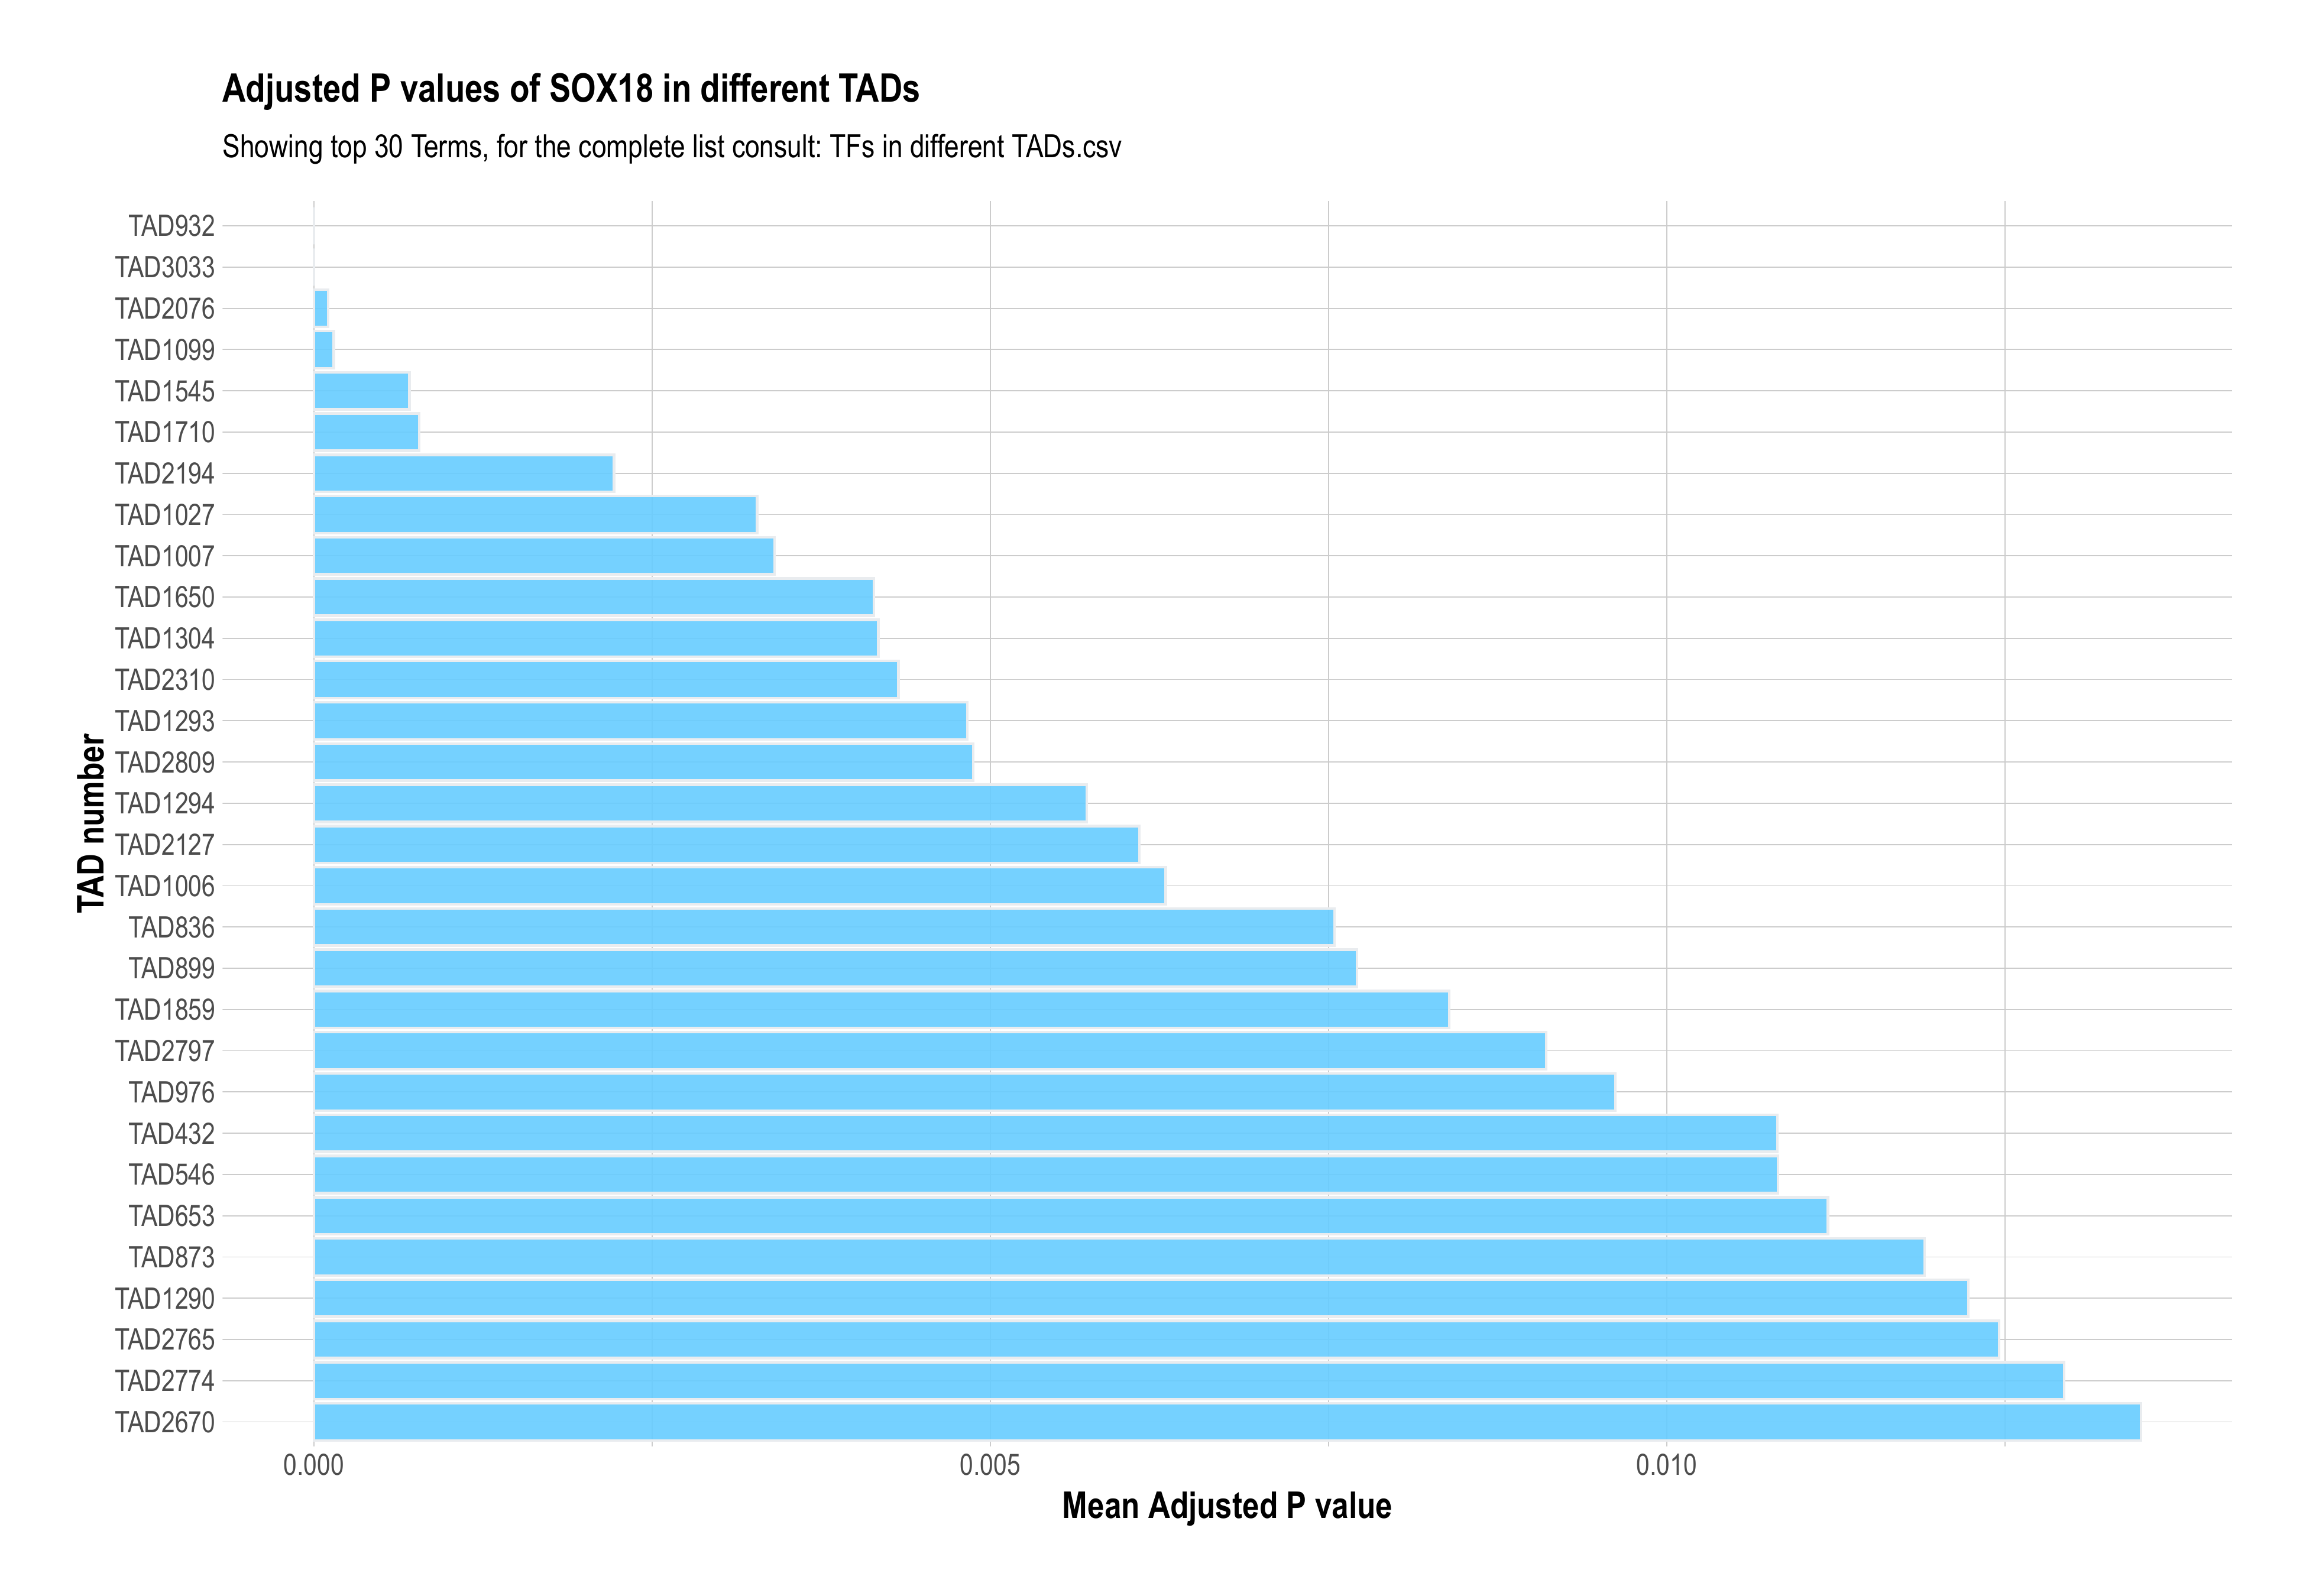 Adjusted P values of SOX18 in different TADs
Showing top 30 Terms, for the complete list consult: TFs in different TADs.csv
TAD number
TAD932
TAD3033
TAD2076
TAD1099
TAD1545
TAD1710
TAD2194
TAD1027
TAD1007
TAD1650
TAD1304
TAD2310
TAD1293
TAD2809
TAD1294
TAD2127
TAD1006
TAD836
TAD899
TAD1859
TAD2797
TAD976
TAD432
TAD546
TAD653
TAD873
TAD1290
TAD2765
TAD2774
TAD2670
0.000 0.005 0.010
Mean Adjusted P value